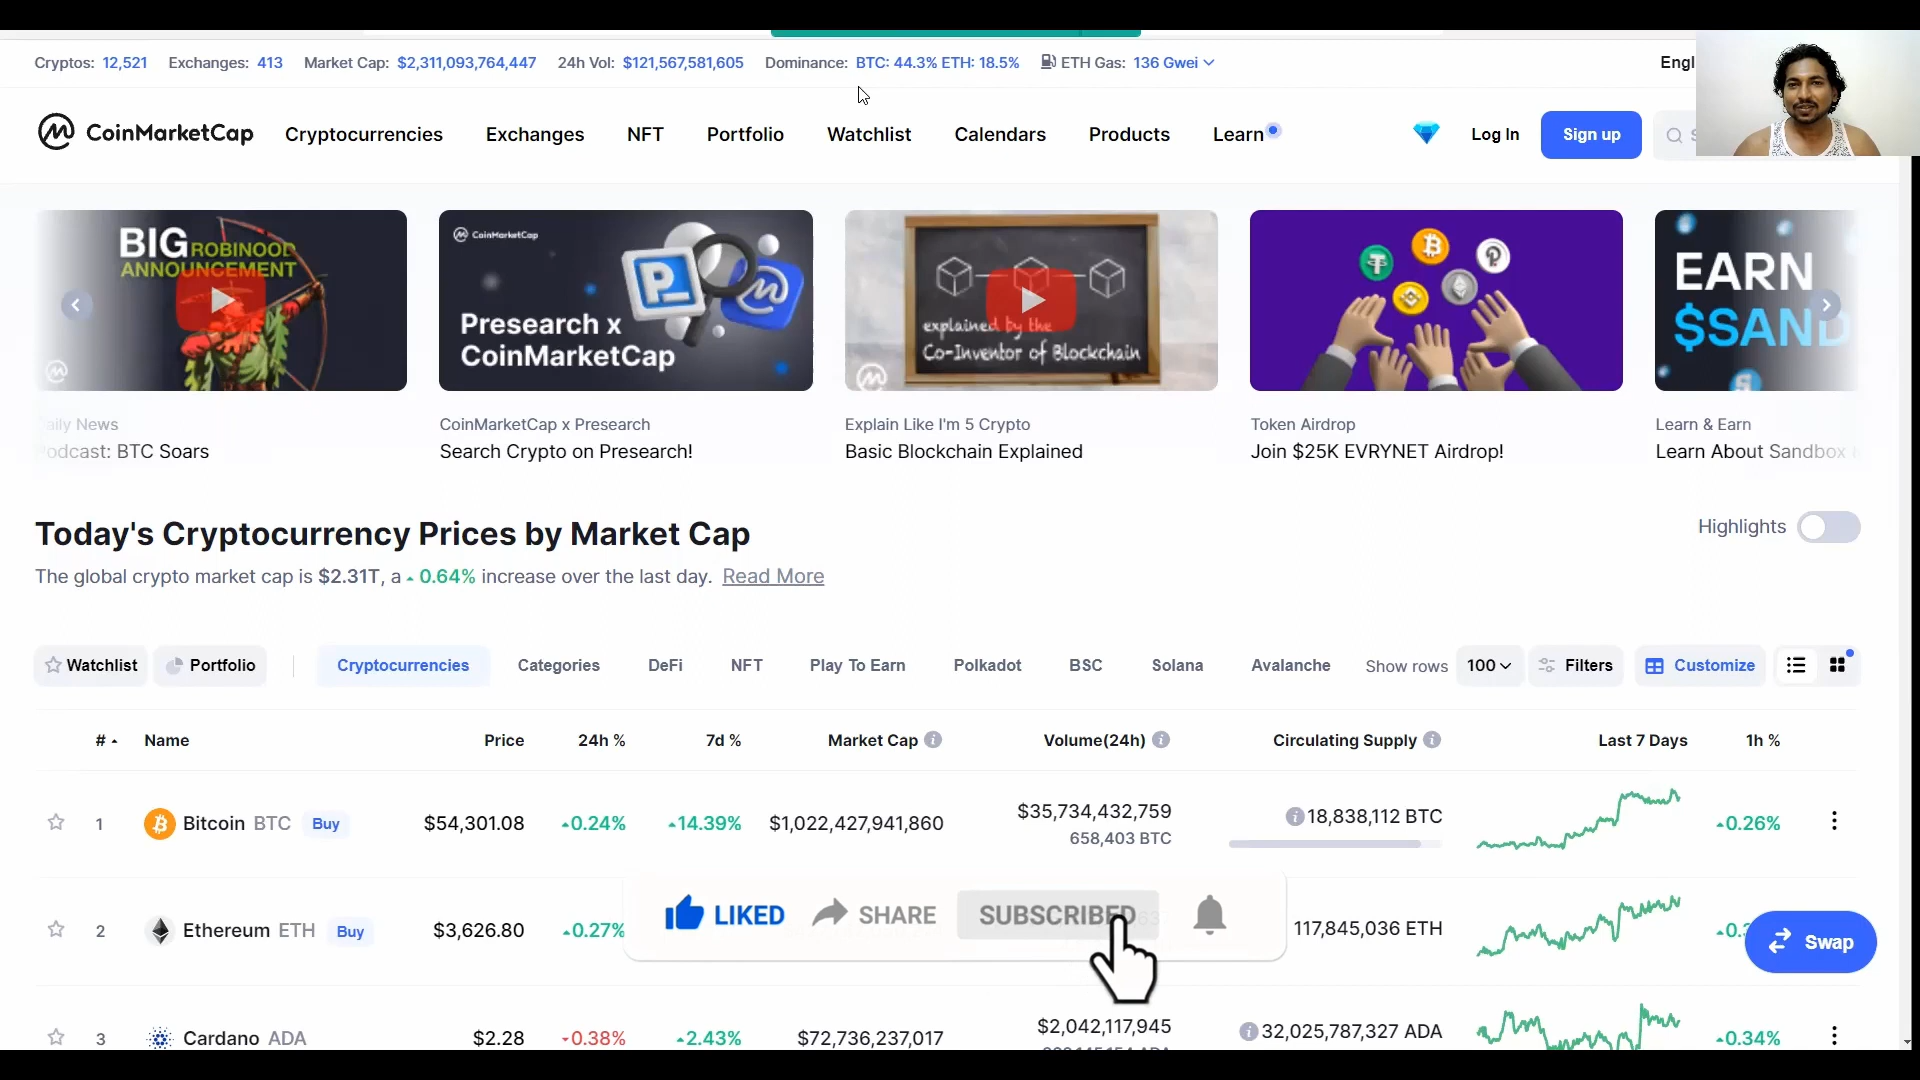 Cryptos: 12,521 Exchanges: 413 Market Cap: $2,311,093,764,447 24h Vol: $121,567,581,605 Dominance: BTC: 44.3% ETH: 18.5% ETH Gas: 136 Gwei Engl
CoinMarketCap Cryptocurrencies Exchanges NFT Portfolio Watchlist Calendars Products Learn Log In Sign up S
BIG ROBINOOD
ANNOUNCEMENT
CoinMarketCap
Presearch x
CoinMarketCap
explained by the
Co-Inventor of Blockchain
EARN
$SAND
aily News
odcast: BTC Soars
CoinMarketCap x Presearch
Search Crypto on Presearch!
Explain Like I'm 5 Crypto
Basic Blockchain Explained
Token Airdrop
Join $25K EVRYNET Airdrop!
Learn & Earn
Learn About Sandbox
Today's Cryptocurrency Prices by Market Cap
Highlights
The global crypto market cap is $2.31T, a 0.64% increase over the last day. Read More
Watchlist Portfolio Cryptocurrencies Categories DeFi NFT Play To Earn Polkadot BSC Solana Avalanche Show rows 100 Filters Customize
# Name Price 24h % 7d % Market Cap Volume(24h) Circulating Supply Last 7 Days 1h %
1 Bitcoin BTC Buy $54,301.08 0.24% 14.39% $1,022,427,941,860 $35,734,432,759 18,838,112 BTC 0.26%
658,403 BTC
2 Ethereum ETH Buy $3,626.80 0.27% 117,845,036 ETH
LIKED SHARE SUBSCRIBED
Swap
3 Cardano ADA $2.28 0.38% 2.43% $72,736,237,017 $2,042,117,945 32,025,787,327 ADA 0.34%